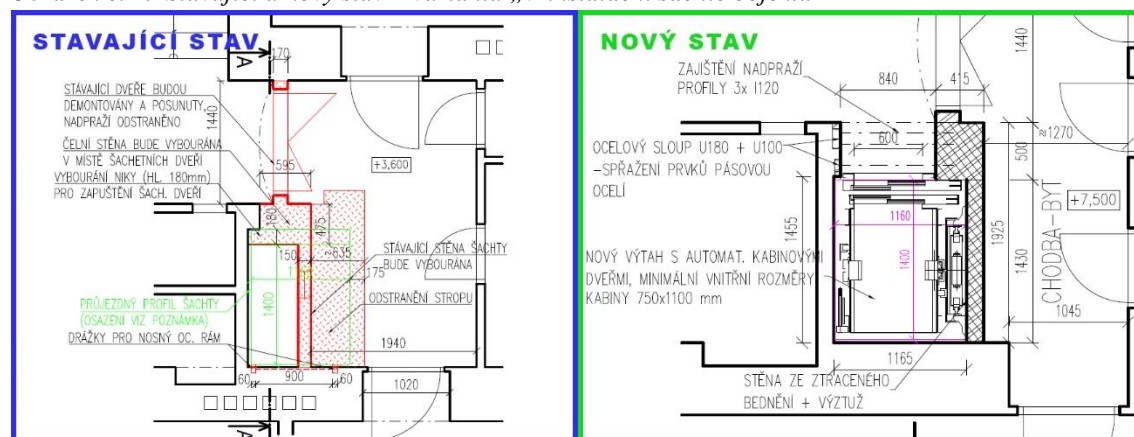 STAVAJÍCÍ STAV
A
170
STÁVAJÍCÍ DVEŘE BUDOU
DEMONTOVÁNY A POSUNUTY,
NADPRAŽÍ ODSTRANĚNO
1440
ČELNÍ STĚNA BUDE VYBOURÁNA
V MÍSTĚ ŠACHETNÍCH DVEŘÍ
VYBOURÁNÍ NIKY (HL. 180mm)
PRO ZAPUŠTĚNÍ ŠACH. DVEŘÍ
595
+3,600
180
475
150
635
175
STÁVAJÍCÍ STĚNA ŠACHTY
BUDE VYBOURÁNA
ODSTRANĚNÍ STROPU
PRŮJEZDNÝ PROFIL ŠACHTY
(OSAZENÍ VIZ POZNÁMKA)
1400
DRÁŽKY PRO NOSNÝ OC. RÁM
1940
60
900
60
1020
A
NOVÝ STAV
ZAJIŠTĚNÍ NADPRAŽÍ
PROFILY 3x I120
840
415
1440
600
≈1270
OCELOVÝ SLOUP U180 + U100
-SPŘAŽENÍ PRVKŮ PÁSOVOU
OCELÍ
500
+7,500
1160
1455
1400
1925
1430
CHODBA-BYT
NOVÝ VÝTAH S AUTOMAT. KABINOVÝMI
DVEŘMI, MINIMÁLNÍ VNITŘNÍ ROZMĚRY
KABINY 750x1100 mm
1045
1165
STĚNA ZE ZTRACENÉHO
BEDNĚNÍ + VÝZTUŽ